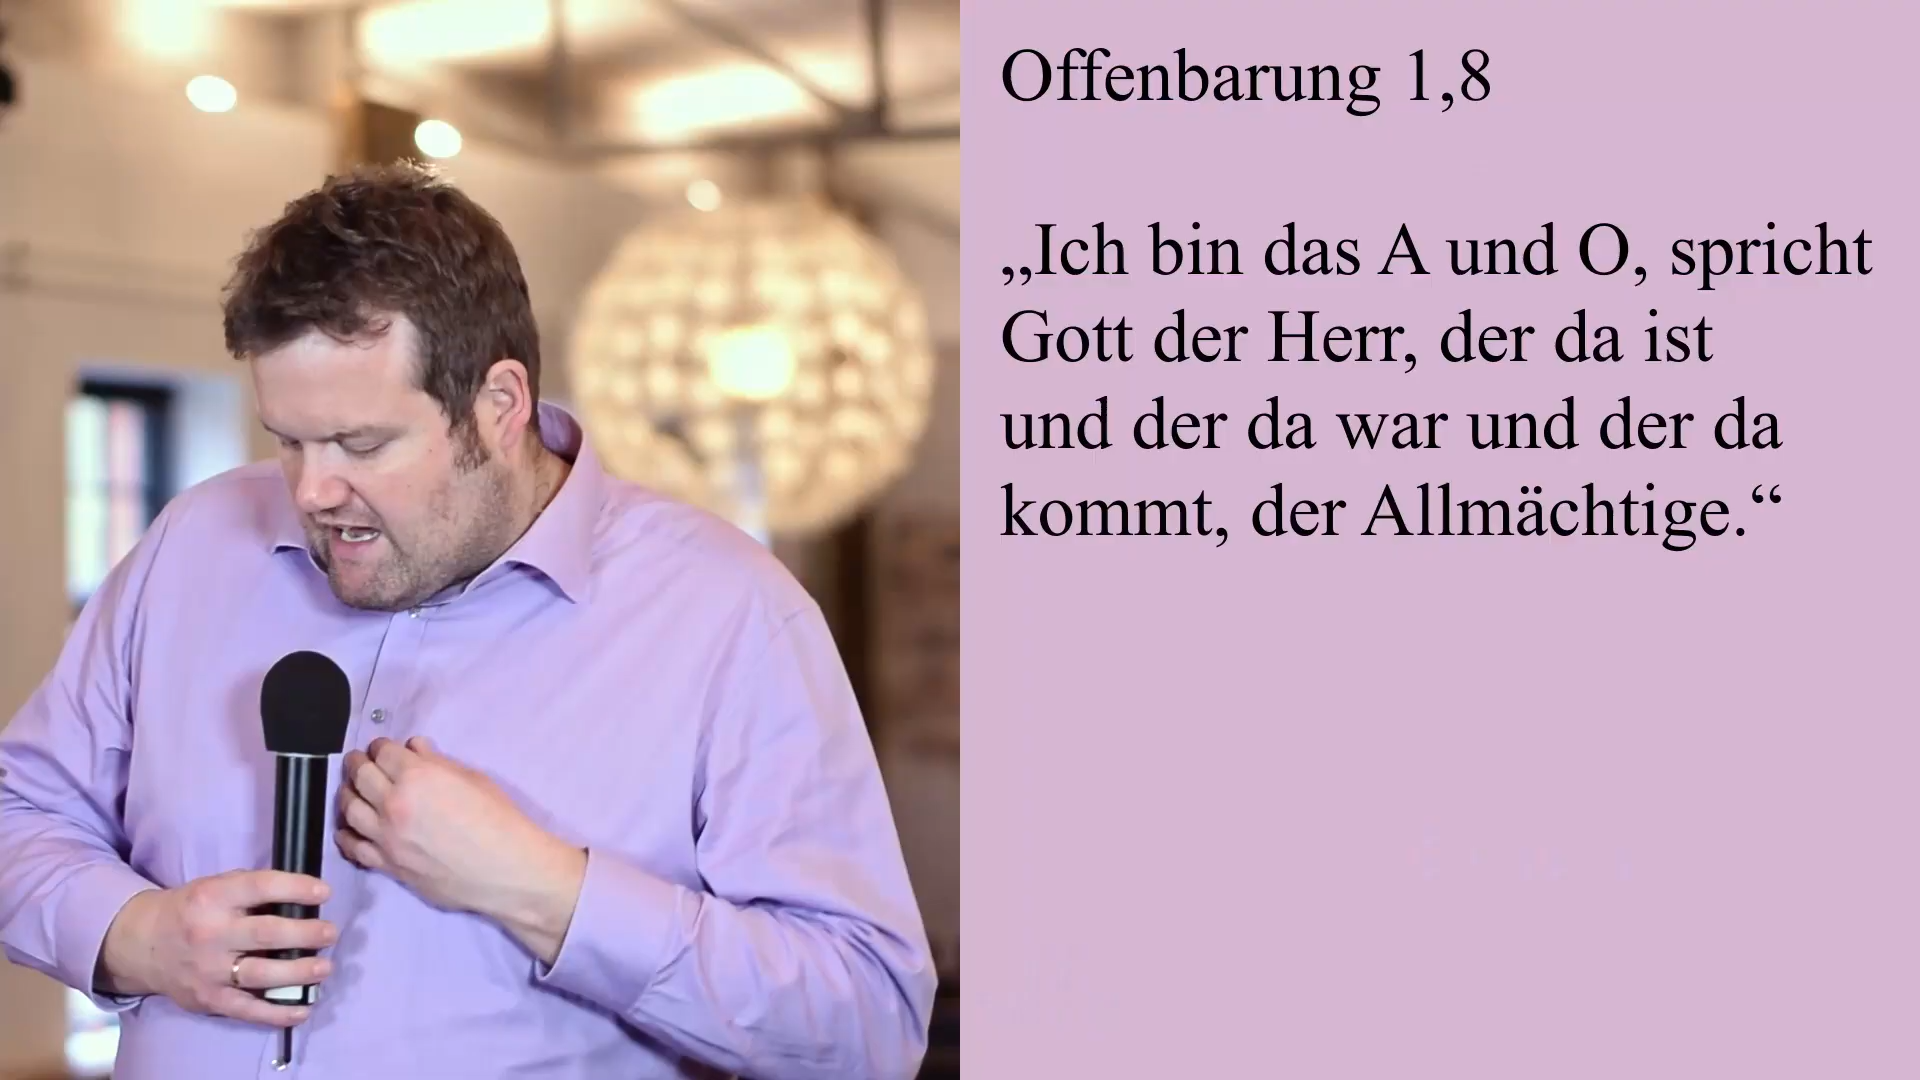 Offenbarung 1,8
„Ich bin das A und O, spricht
Gott der Herr, der da ist
und der da war und der da
kommt, der Allmächtige.“